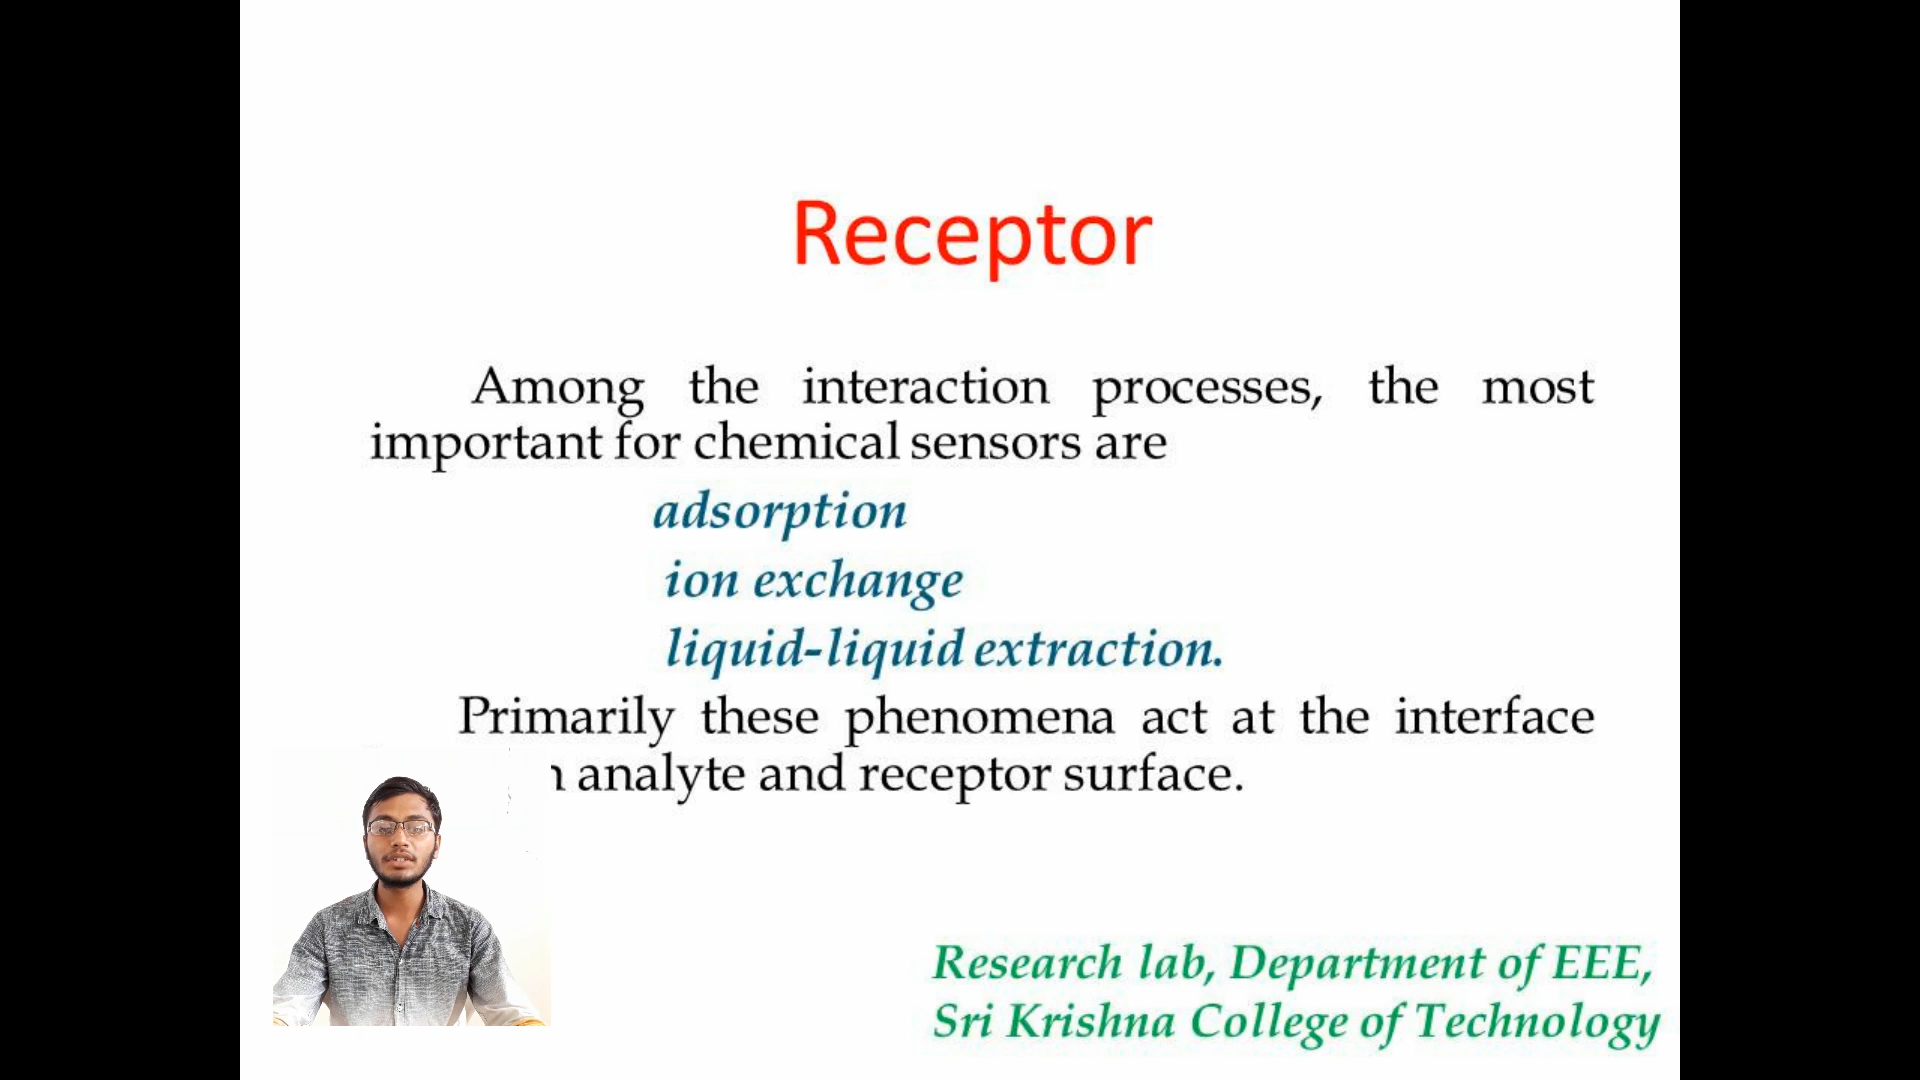 Receptor
Among the interaction processes, the most
important for chemical sensors are
adsorption
ion exchange
liquid-liquid extraction.
Primarily these phenomena act at the interface
analyte and receptor surface.
Research lab, Department of EEE,
Sri Krishna College of Technology